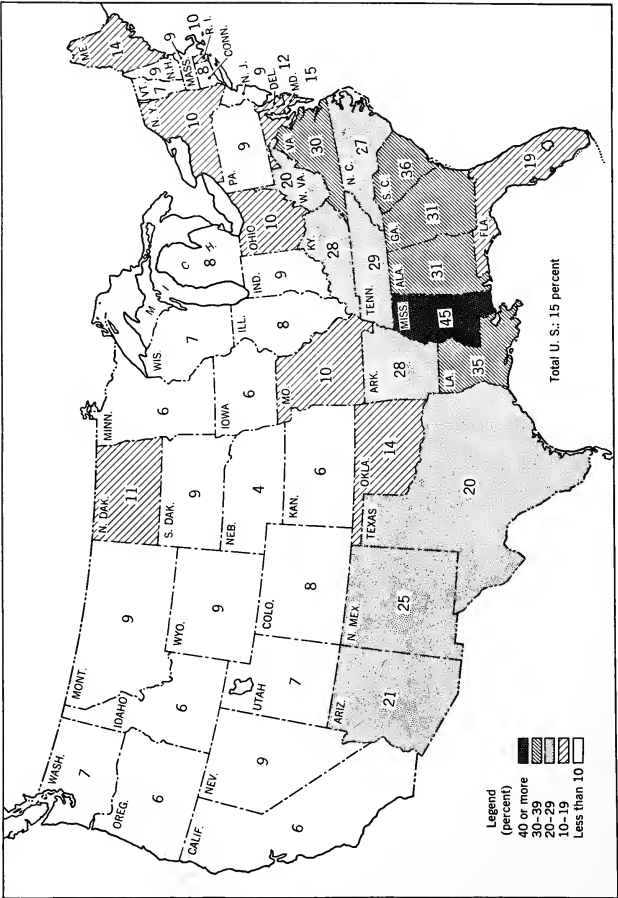 WASH.
7
OREG.
6
CALIF.
6
NEV.
9
IDAHO
6
MONT.
9
WYO.
9
UTAH
7
COLO.
8
ARIZ.
21
N. MEX.
25
N. DAK.
11
S. DAK.
9
NEB.
4
KAN.
6
OKLA.
14
TEXAS
20
MINN.
6
IOWA
6
MO.
10
ARK.
28
LA.
35
WIS.
7
ILL.
8
M C H.
8
IND.
9
OHIO
10
KY.
28
TENN.
29
MISS.
45
ALA.
31
GA.
31
FLA.
19
S. C.
36
N. C.
27
VA.
30
W. VA.
20
PA.
9
N. Y.
10
VT.
7
N.H.
9
ME.
14
MASS.
8
9
R. I.
10
CONN.
N. J.
9
DEL.
12
MD.
15
Total U. S.: 15 percent
Legend
(percent)
40 or more
30-39
20-29
10-19
Less than 10